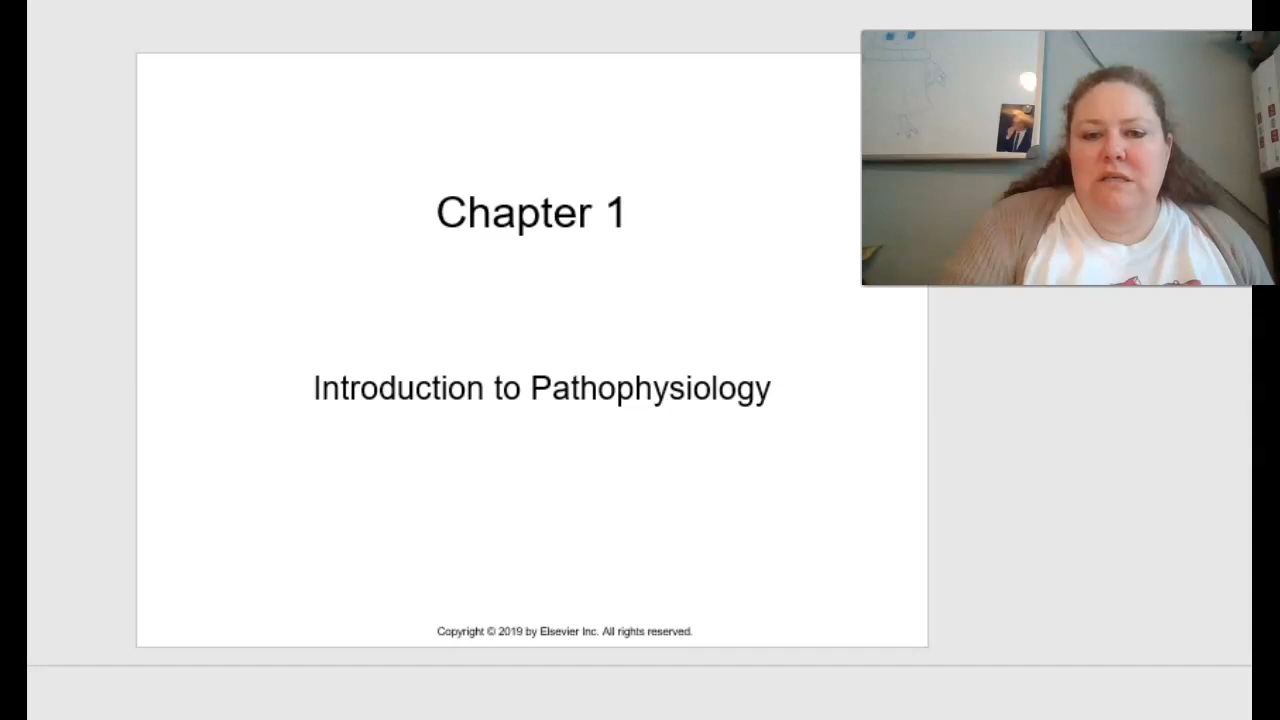 Chapter 1
Introduction to Pathophysiology
Copyright © 2019 by Elsevier Inc. All rights reserved.